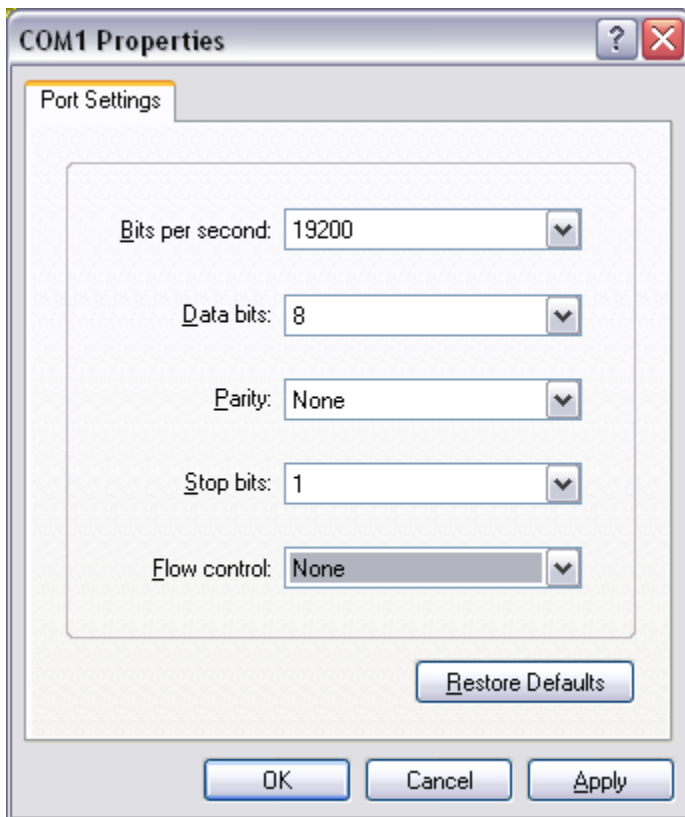 COM1 Properties
Port Settings
Bits per second: 19200
Data bits: 8
Parity: None
Stop bits: 1
Flow control: None
Restore Defaults
OK Cancel Apply